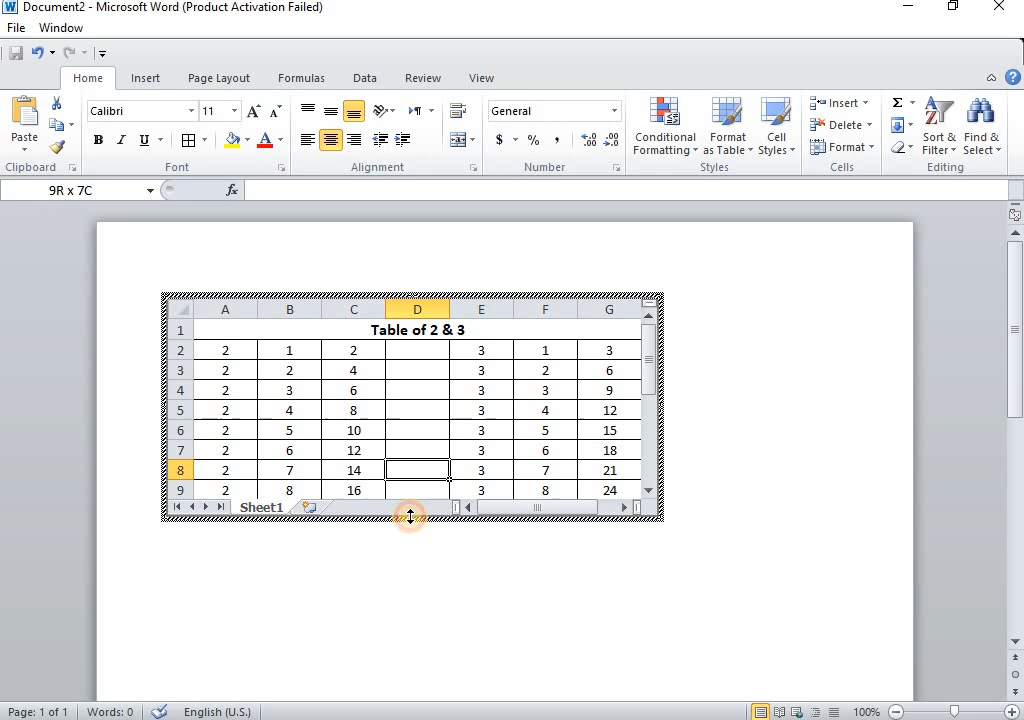 Document2 - Microsoft Word (Product Activation Failed)
File Window
Home Insert Page Layout Formulas Data Review View
Calibri 11 General Insert
Paste Conditional Formatting Format as Table Cell Styles Delete Sort & Filter Find & Select
Format
Clipboard Font Alignment Number Styles Cells Editing
9R x 7C fx
A B C D E F G
1 Table of 2 & 3
2 2 1 2 3 1 3
3 2 2 4 3 2 6
4 2 3 6 3 3 9
5 2 4 8 3 4 12
6 2 5 10 3 5 15
7 2 6 12 3 6 18
8 2 7 14 3 7 21
9 2 8 16 3 8 24
Sheet1
Page: 1 of 1 Words: 0 English (U.S.) 100%